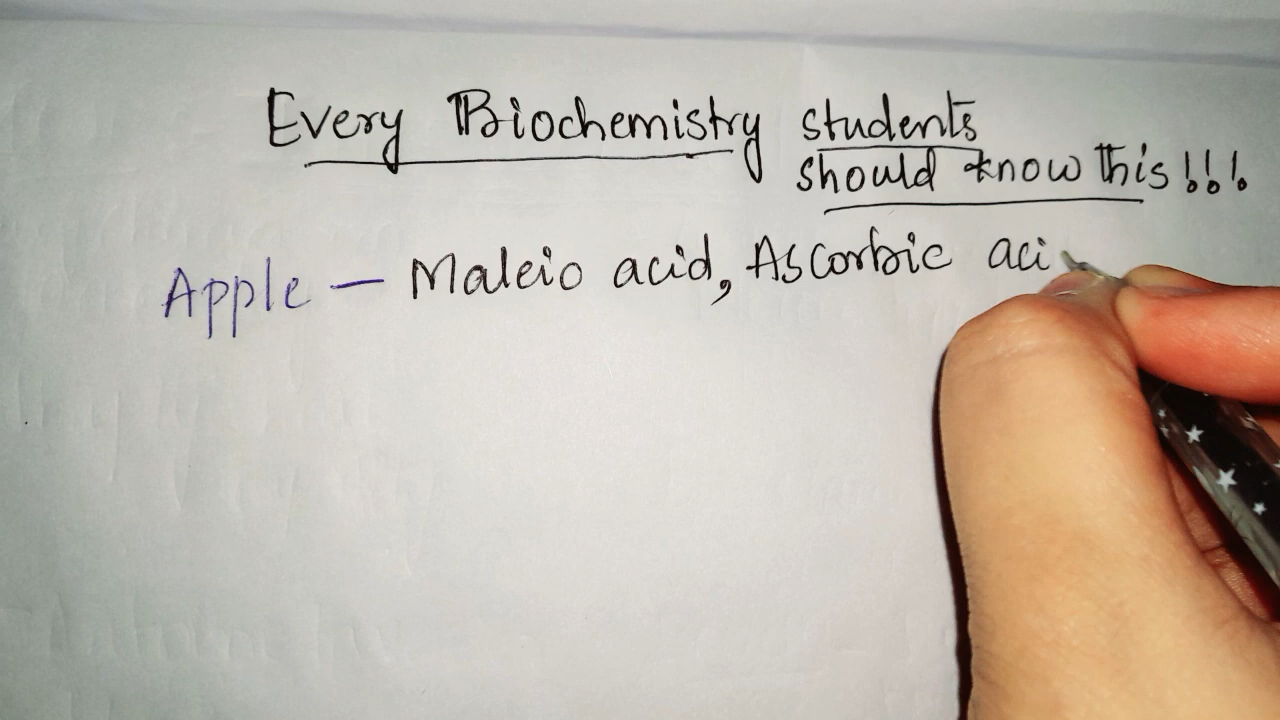 Every Biochemistry students
should know this!!!
Apple — Maleio acid, Ascorbic aci